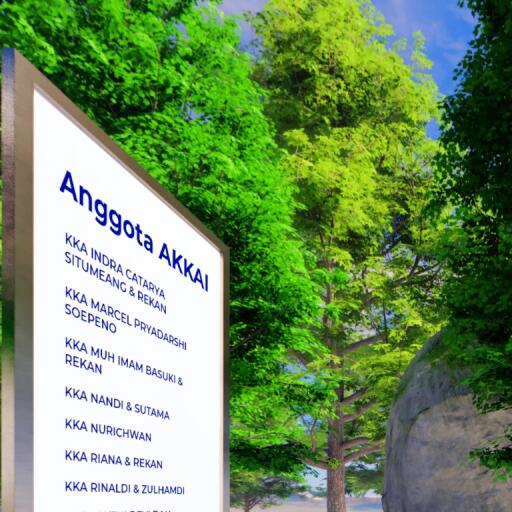 Anggota AKKAI
KKA INDRA CATARYA
SITUMEANG & REKAN
KKA MARCEL PRYADARSHI
SOEPENO
KKA MUH IMAM BASUKI &
REKAN
KKA NANDI & SUTAMA
KKA NURICHWAN
KKA RIANA & REKAN
KKA RINALDI & ZULHAMDI